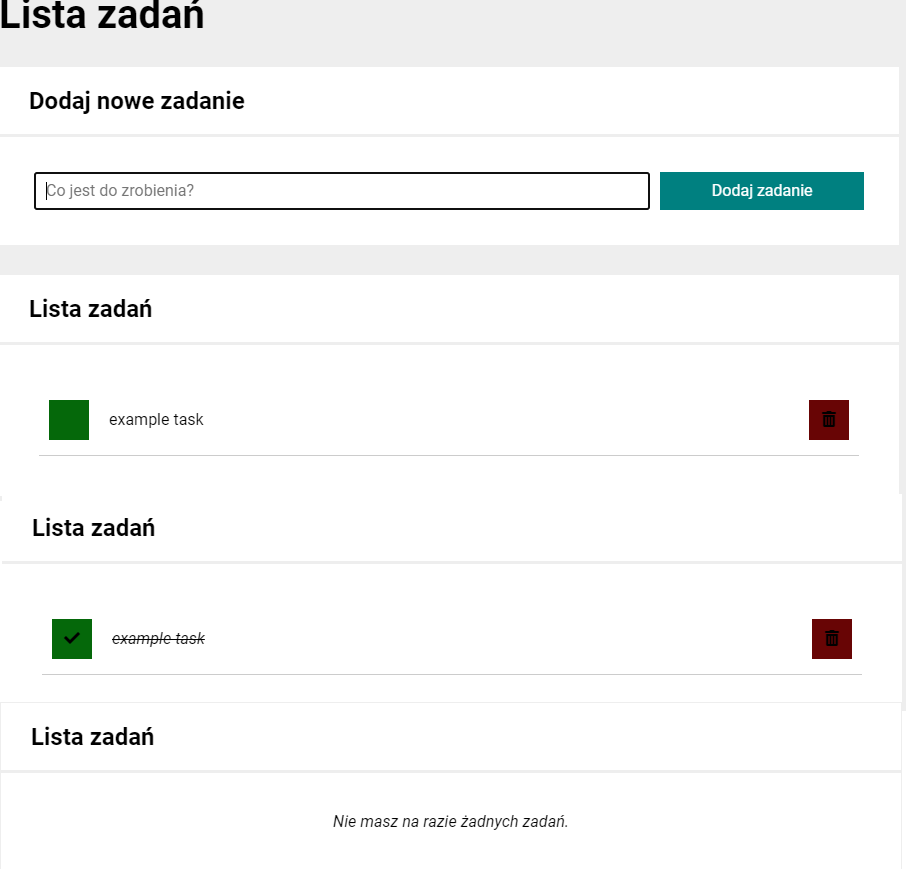 Lista zadań
Dodaj nowe zadanie
Co jest do zrobienia?
Dodaj zadanie
Lista zadań
example task
Lista zadań
example task
Lista zadań
Nie masz na razie żadnych zadań.